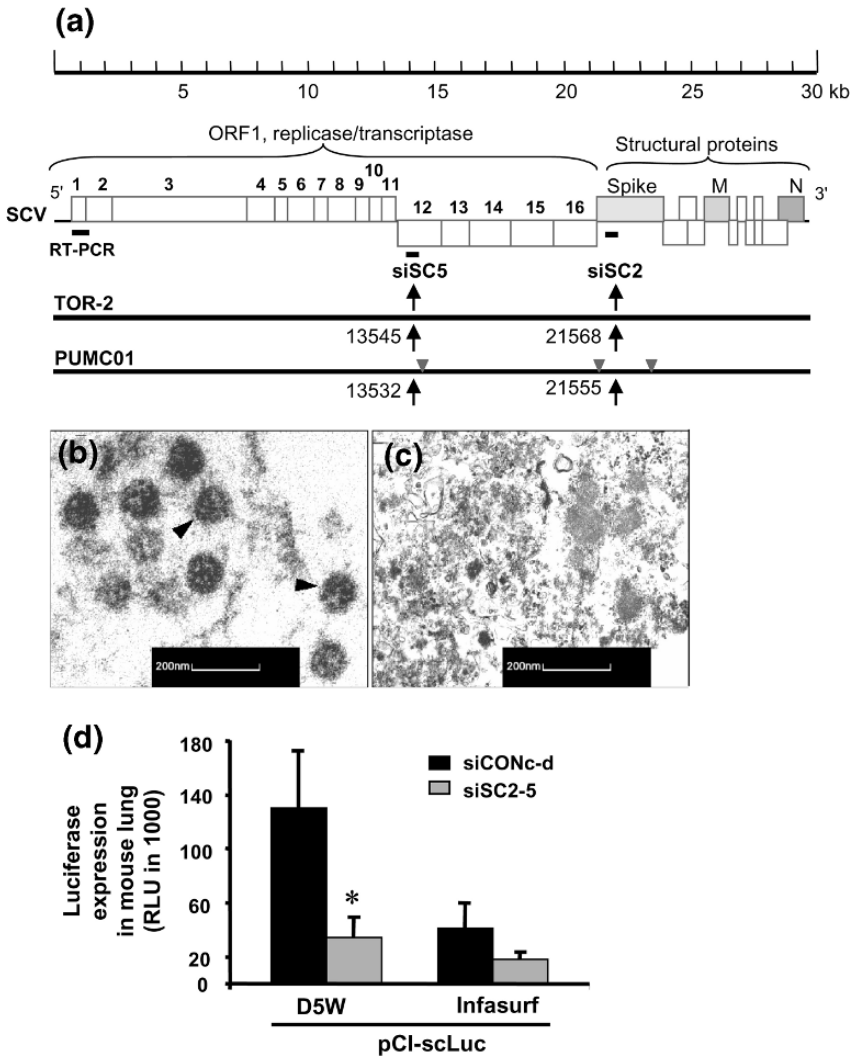 (a)
5 10 15 20 25 30 kb
ORF1, replicase/transcriptase
Structural proteins
5' 1 2 3 4 5 6 7 8 9 10 11 Spike M N 3'
SCV
12 13 14 15 16
RT-PCR
siSC5 siSC2
TOR-2
13545 21568
PUMC01
13532 21555
(b)
200nm
(c)
200nm
(d)
Luciferase
expression
in mouse lung
(RLU in 1000)
180
140
100
60
20
0
siCONc-d
siSC2-5
*
D5W Infasurf
pCI-scLuc